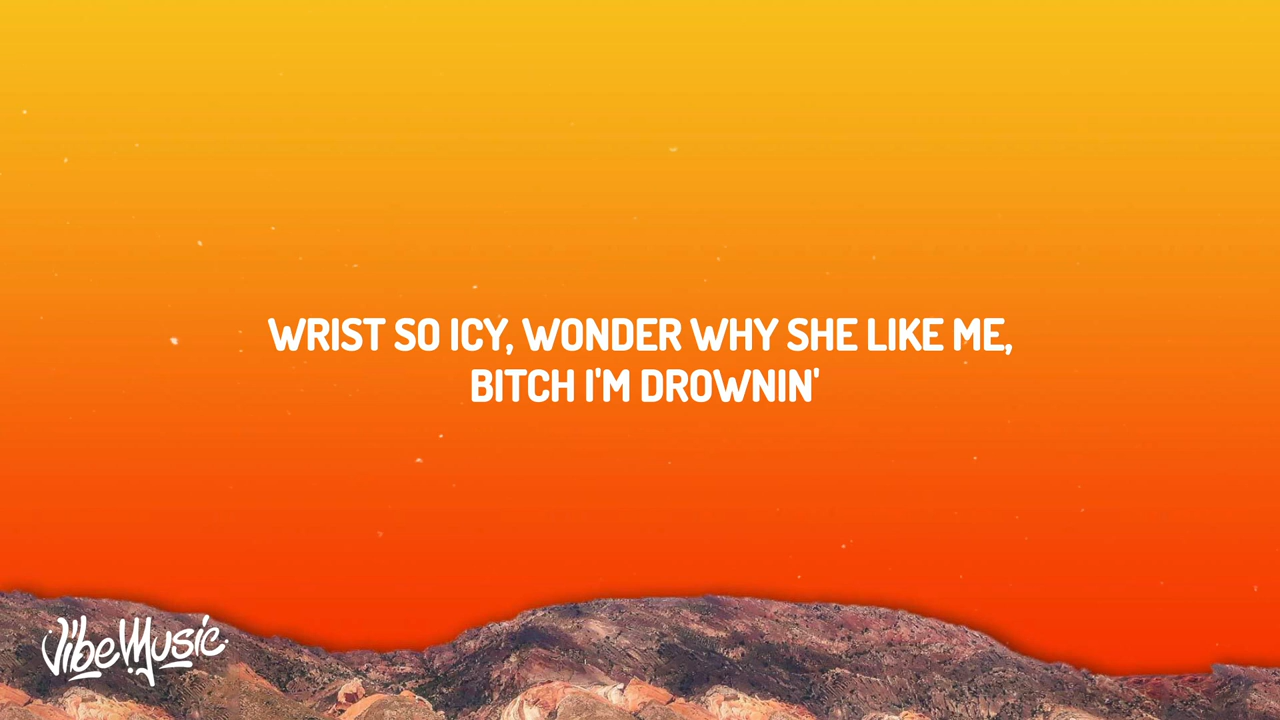 WRIST SO ICY, WONDER WHY SHE LIKE ME,
BITCH I'M DROWNIN'
VibeMusic